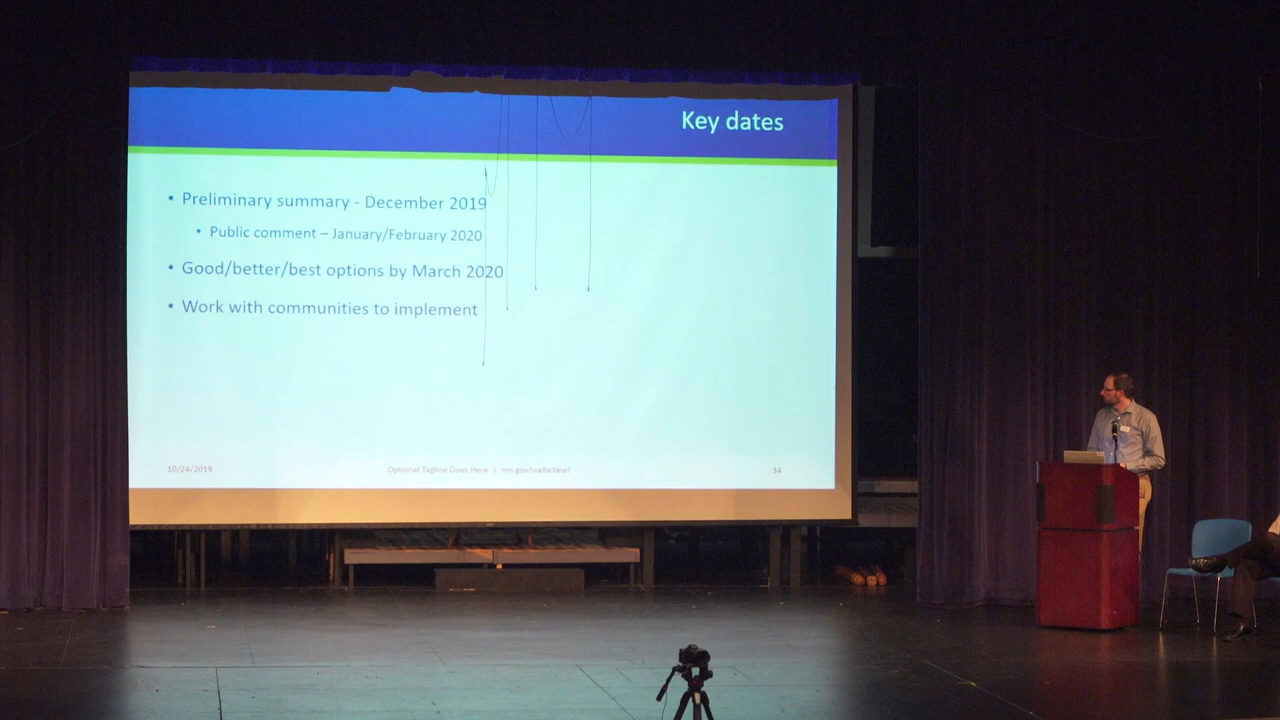 Key dates
• Preliminary summary - December 2019
• Public comment – January/February 2020
• Good/better/best options by March 2020
• Work with communities to implement
10/24/2019 Optional Tagline Goes Here | mn.gov/websiteurl 34